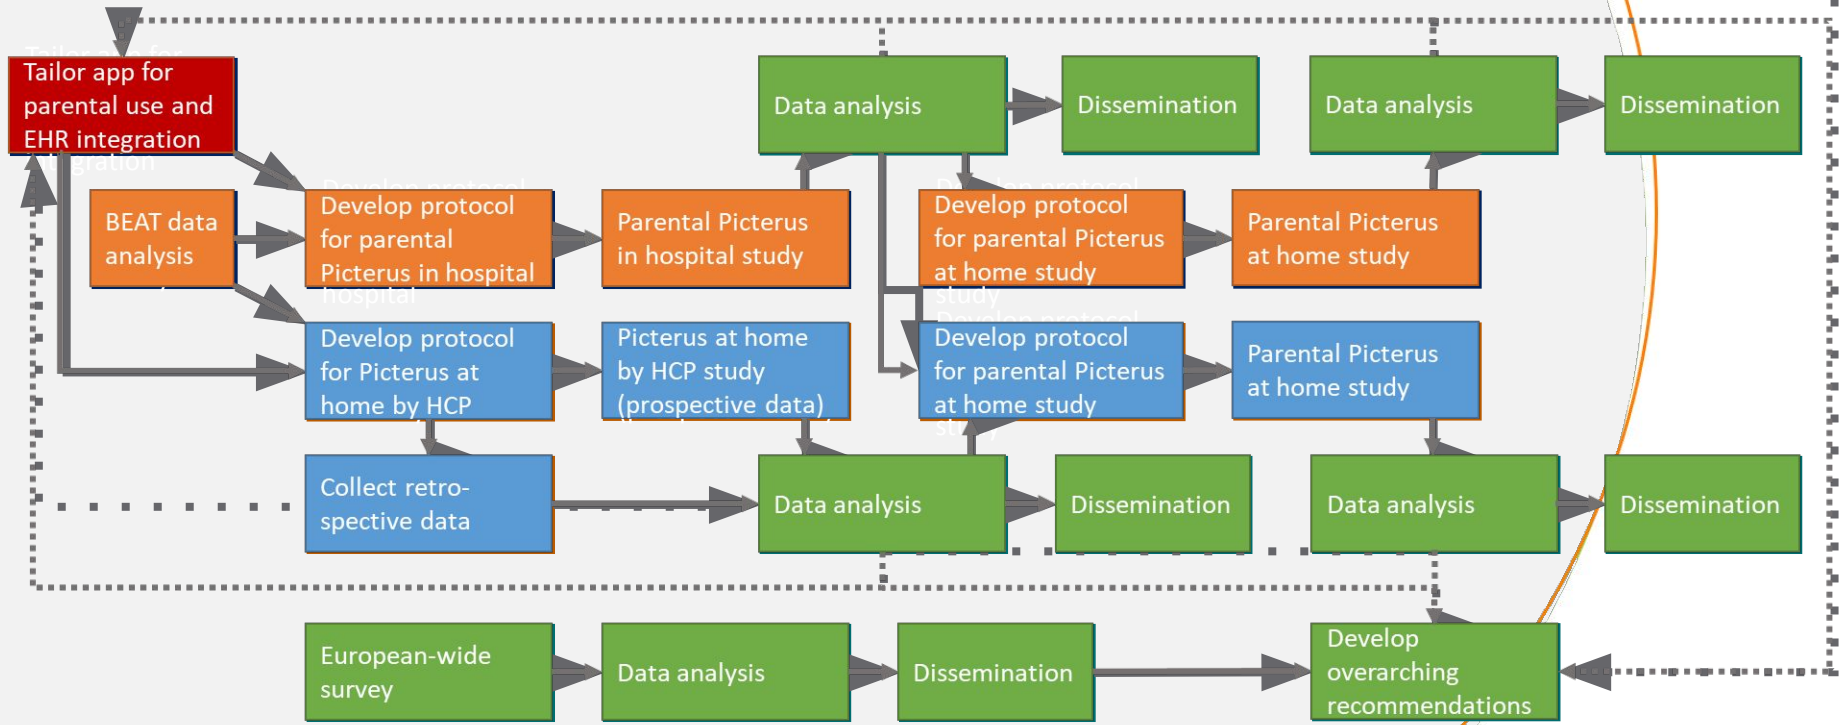 Tailor app for
parental use and
EHR integration
Data analysis
Dissemination
Data analysis
Dissemination
BEAT data
analysis
Develop protocol
for parental
Picterus in hospital
Parental Picterus
in hospital study
Develop protocol
for parental Picterus
at home study
Parental Picterus
at home study
Develop protocol
for Picterus at
home by HCP
Picterus at home
by HCP study
(prospective data)
Develop protocol
for parental Picterus
at home study
Parental Picterus
at home study
Collect retro-
spective data
Data analysis
Dissemination
Data analysis
Dissemination
European-wide
survey
Data analysis
Dissemination
Develop
overarching
recommendations